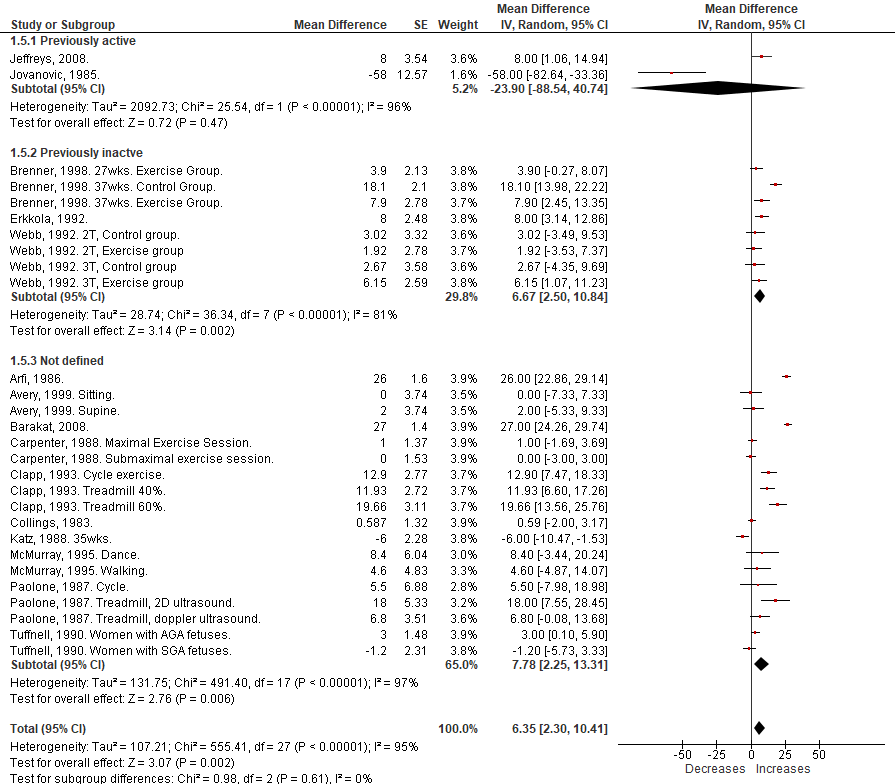 Mean Difference Mean Difference
Study or Subgroup Mean Difference SE Weight IV, Random, 95% CI IV, Random, 95% CI
1.5.1 Previously active
Jeffreys, 2008. 8 3.54 3.6% 8.00 [1.06, 14.94]
Jovanovic, 1985. -58 12.57 1.6% -58.00 [-82.64, -33.36]
Subtotal (95% CI) 5.2% -23.90 [-88.54, 40.74]
Heterogeneity: Tau² = 2092.73; Chi² = 25.54, df = 1 (P < 0.00001); I² = 96%
Test for overall effect: Z = 0.72 (P = 0.47)
1.5.2 Previously inactve
Brenner, 1998. 27wks. Exercise Group. 3.9 2.13 3.8% 3.90 [-0.27, 8.07]
Brenner, 1998. 37wks. Control Group. 18.1 2.1 3.8% 18.10 [13.98, 22.22]
Brenner, 1998. 37wks. Exercise Group. 7.9 2.78 3.7% 7.90 [2.45, 13.35]
Erkkola, 1992. 8 2.48 3.8% 8.00 [3.14, 12.86]
Webb, 1992. 2T, Control group. 3.02 3.32 3.6% 3.02 [-3.49, 9.53]
Webb, 1992. 2T, Exercise group 1.92 2.78 3.7% 1.92 [-3.53, 7.37]
Webb, 1992. 3T, Control group 2.67 3.58 3.6% 2.67 [-4.35, 9.69]
Webb, 1992. 3T, Exercise group 6.15 2.59 3.8% 6.15 [1.07, 11.23]
Subtotal (95% CI) 29.8% 6.67 [2.50, 10.84]
Heterogeneity: Tau² = 28.74; Chi² = 36.34, df = 7 (P < 0.00001); I² = 81%
Test for overall effect: Z = 3.14 (P = 0.002)
1.5.3 Not defined
Arfi, 1986. 26 1.6 3.9% 26.00 [22.86, 29.14]
Avery, 1999. Sitting. 0 3.74 3.5% 0.00 [-7.33, 7.33]
Avery, 1999. Supine. 2 3.74 3.5% 2.00 [-5.33, 9.33]
Barakat, 2008. 27 1.4 3.9% 27.00 [24.26, 29.74]
Carpenter, 1988. Maximal Exercise Session. 1 1.37 3.9% 1.00 [-1.69, 3.69]
Carpenter, 1988. Submaximal exercise session. 0 1.53 3.9% 0.00 [-3.00, 3.00]
Clapp, 1993. Cycle exercise. 12.9 2.77 3.7% 12.90 [7.47, 18.33]
Clapp, 1993. Treadmill 40%. 11.93 2.72 3.7% 11.93 [6.60, 17.26]
Clapp, 1993. Treadmill 60%. 19.66 3.11 3.7% 19.66 [13.56, 25.76]
Collings, 1983. 0.587 1.32 3.9% 0.59 [-2.00, 3.17]
Katz, 1988. 35wks. -6 2.28 3.8% -6.00 [-10.47, -1.53]
McMurray, 1995. Dance. 8.4 6.04 3.0% 8.40 [-3.44, 20.24]
McMurray, 1995. Walking. 4.6 4.83 3.3% 4.60 [-4.87, 14.07]
Paolone, 1987. Cycle. 5.5 6.88 2.8% 5.50 [-7.98, 18.98]
Paolone, 1987. Treadmill, 2D ultrasound. 18 5.33 3.2% 18.00 [7.55, 28.45]
Paolone, 1987. Treadmill, doppler ultrasound. 6.8 3.51 3.6% 6.80 [-0.08, 13.68]
Tuffnell, 1990. Women with AGA fetuses. 3 1.48 3.9% 3.00 [0.10, 5.90]
Tuffnell, 1990. Women with SGA fetuses. -1.2 2.31 3.8% -1.20 [-5.73, 3.33]
Subtotal (95% CI) 65.0% 7.78 [2.25, 13.31]
Heterogeneity: Tau² = 131.75; Chi² = 491.40, df = 17 (P < 0.00001); I² = 97%
Test for overall effect: Z = 2.76 (P = 0.006)
Total (95% CI) 100.0% 6.35 [2.30, 10.41]
Heterogeneity: Tau² = 107.21; Chi² = 555.41, df = 27 (P < 0.00001); I² = 95%
Test for overall effect: Z = 3.07 (P = 0.002)
Test for subgroup differences: Chi² = 0.98, df = 2 (P = 0.61), I² = 0%
-50 -25 0 25 50
Decreases Increases